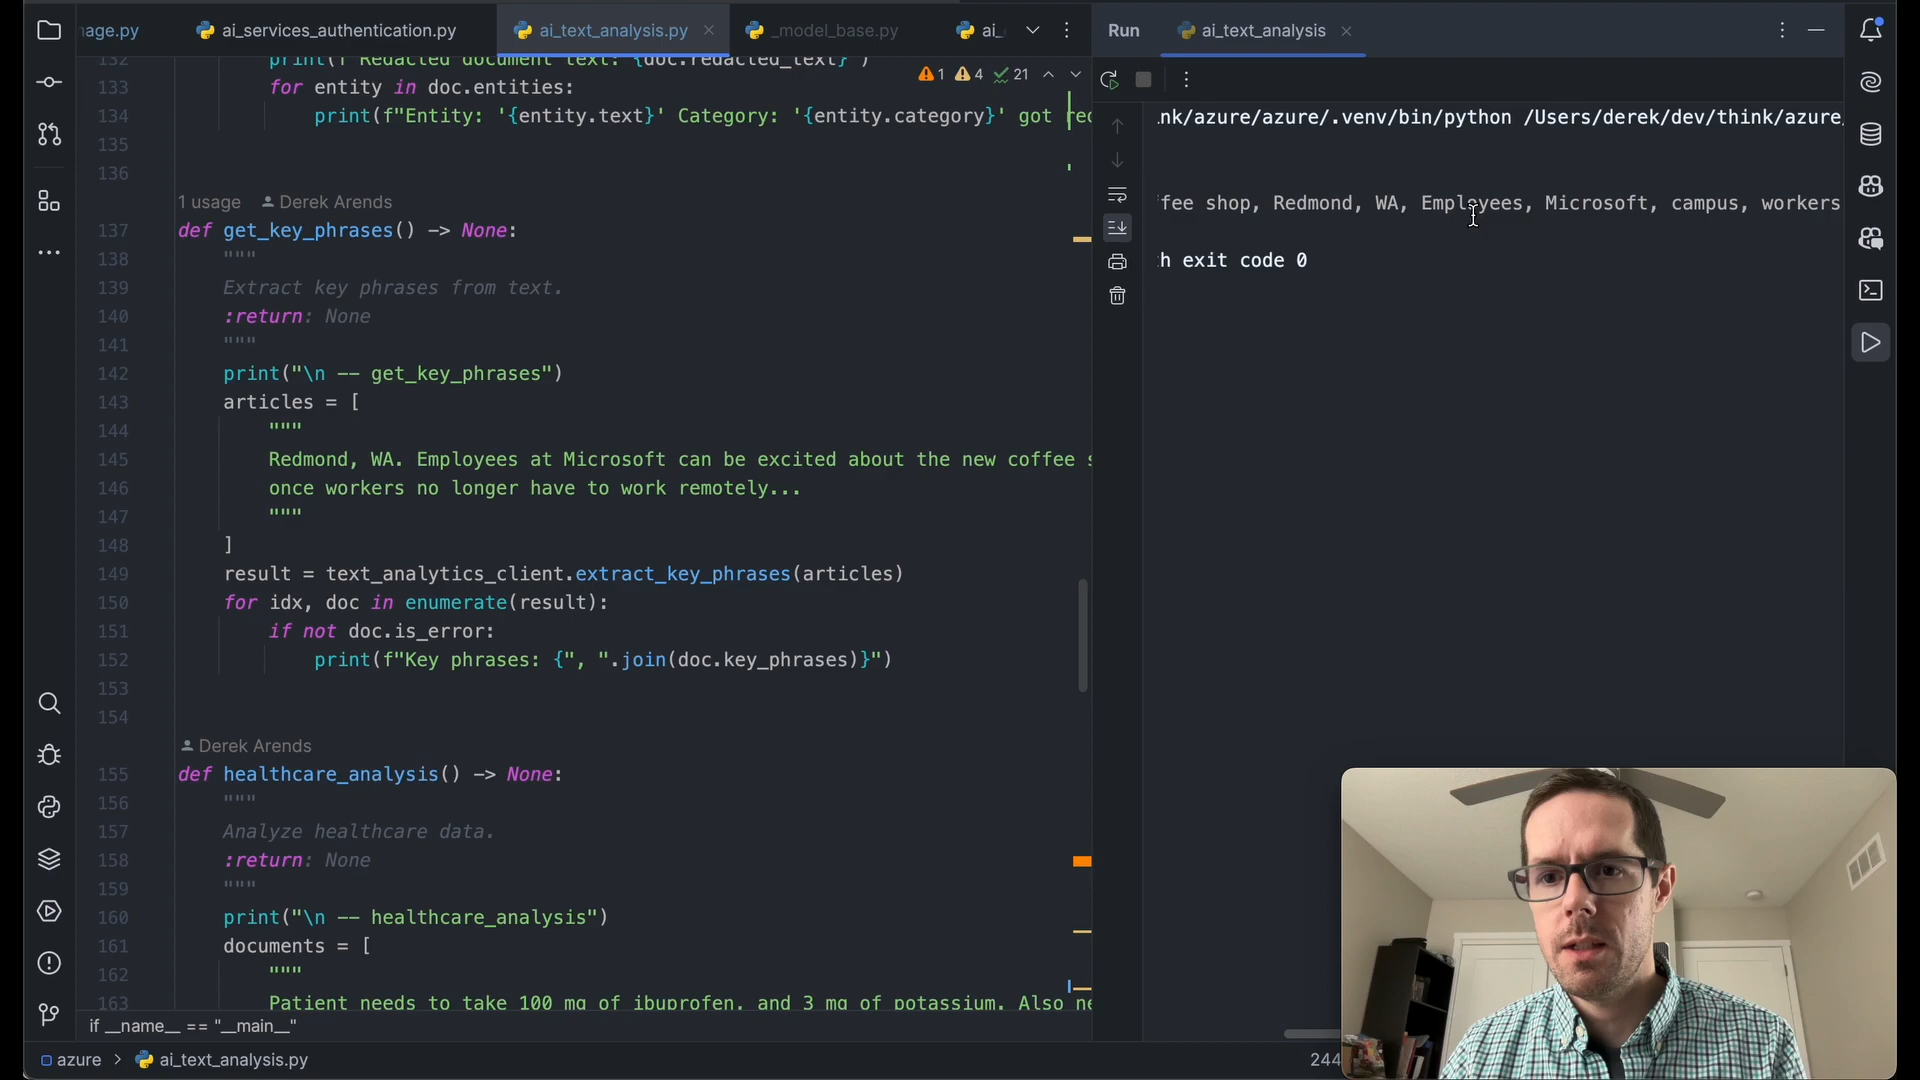 nage.py
ai_services_authentication.py
ai_text_analysis.py
_model_base.py
ai_
Run
ai_text_analysis
1
4
21
132
print(f"Redacted document text: {doc.redacted_text}")
133
for entity in doc.entities:
134
print(f"Entity: '{entity.text}' Category: '{entity.category}' got red
135
136
1 usage
Derek Arends
137
def get_key_phrases() -> None:
138
"""
139
Extract key phrases from text.
140
:return: None
141
"""
142
print("\n -- get_key_phrases")
143
articles = [
144
"""
145
Redmond, WA. Employees at Microsoft can be excited about the new coffee s
146
once workers no longer have to work remotely...
147
"""
148
]
149
result = text_analytics_client.extract_key_phrases(articles)
150
for idx, doc in enumerate(result):
151
if not doc.is_error:
152
print(f"Key phrases: {", ".join(doc.key_phrases)}")
153
154
Derek Arends
155
def healthcare_analysis() -> None:
156
"""
157
Analyze healthcare data.
158
:return: None
159
"""
160
print("\n -- healthcare_analysis")
161
documents = [
162
"""
163
Patient needs to take 100 mg of ibuprofen, and 3 mg of potassium. Also ne
if __name__ == "__main__"
azure > ai_text_analysis.py
244
ink/azure/azure/.venv/bin/python /Users/derek/dev/think/azure/
ffee shop, Redmond, WA, Employees, Microsoft, campus, workers
th exit code 0